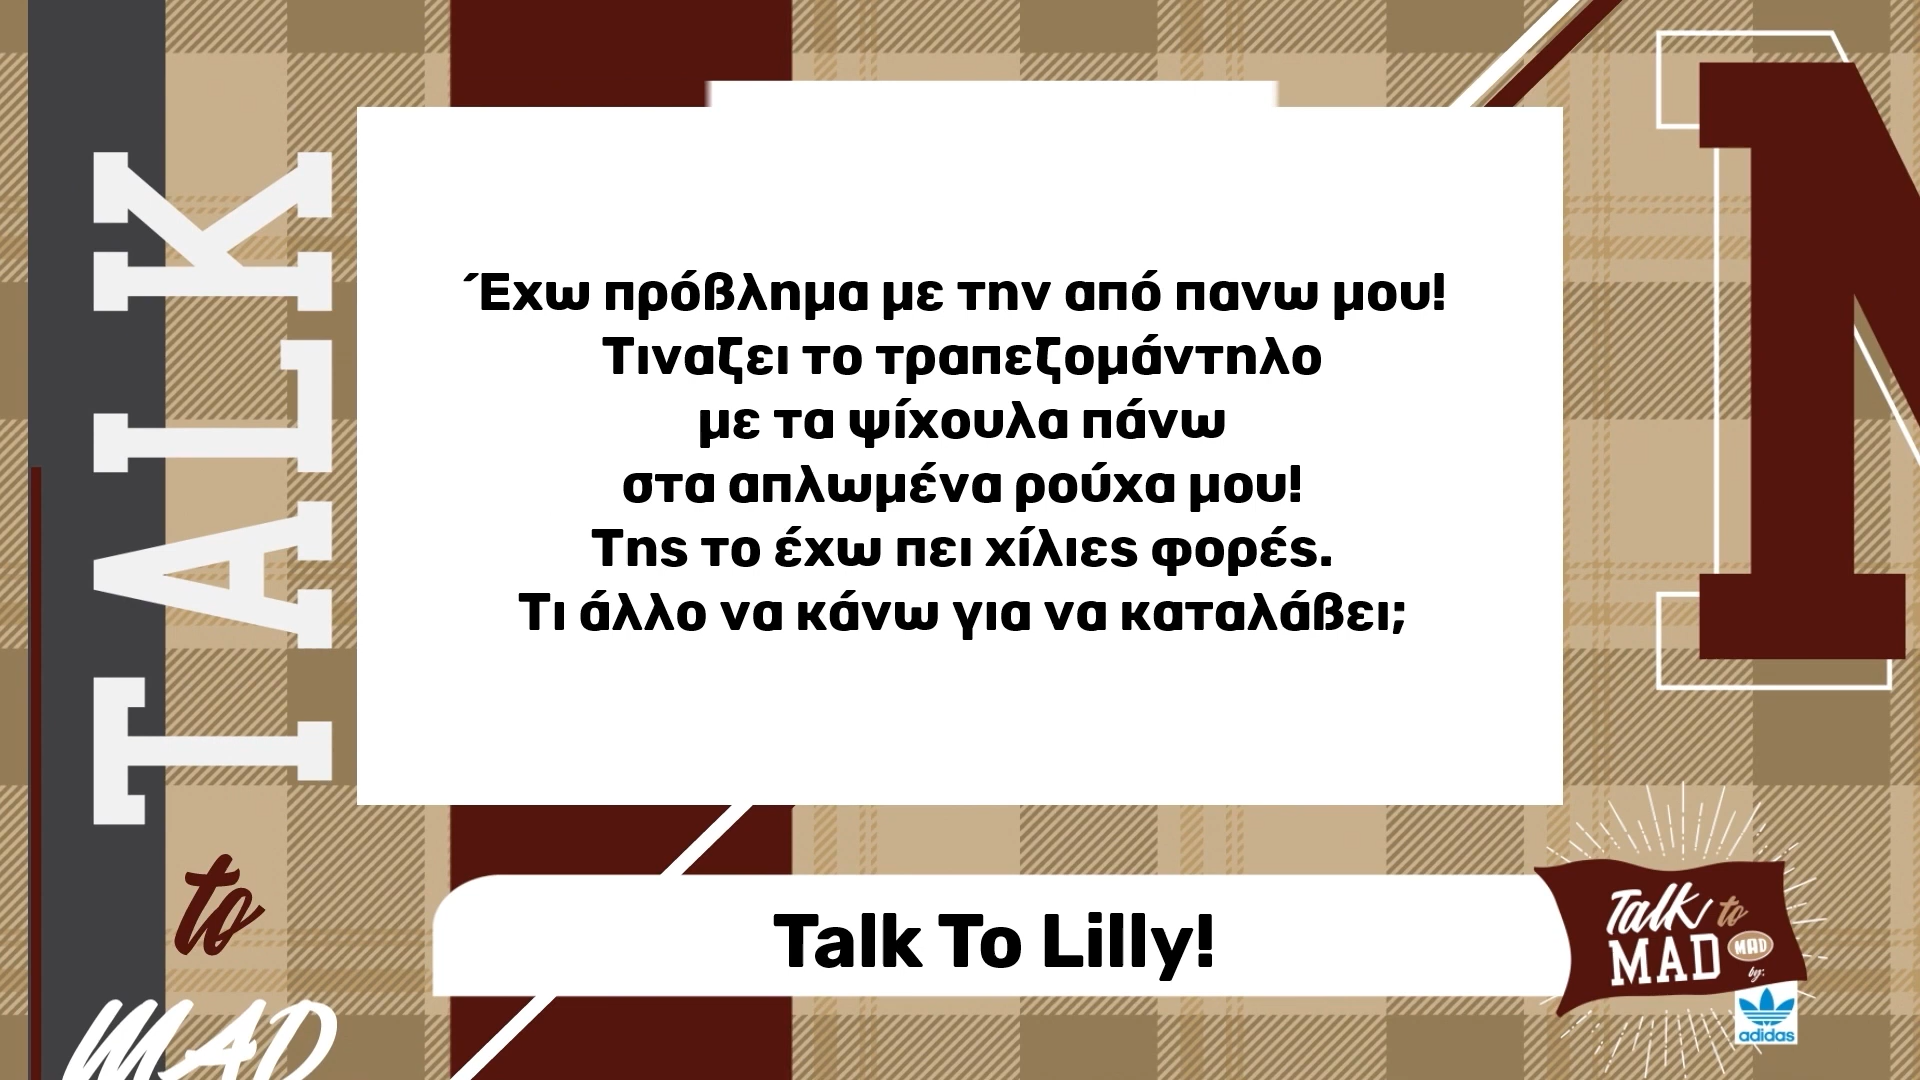 TALK
to
MAD
Έχω πρόβλημα με την από πανω μου!
Τιναζει το τραπεζομάντηλο
με τα ψίχουλα πάνω
στα απλωμένα ρούχα μου!
Της το έχω πει χίλιες φορές.
Τι άλλο να κάνω για να καταλάβει;
Talk To Lilly!
Talk to
MAD MAD
by:
adidas